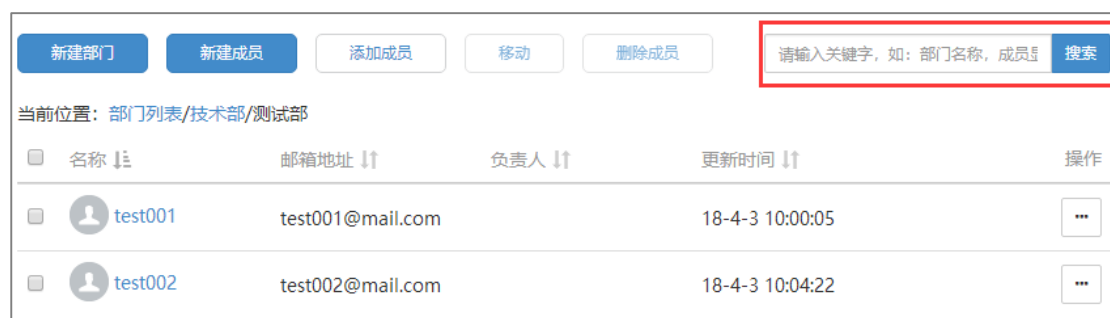 新建部门 新建成员 添加成员 移动 删除成员 请输入关键字，如：部门名称，成员显 搜索
当前位置：部门列表/技术部/测试部
名称 邮箱地址 负责人 更新时间 操作
test001 test001@mail.com 18-4-3 10:00:05 ...
test002 test002@mail.com 18-4-3 10:04:22 ...